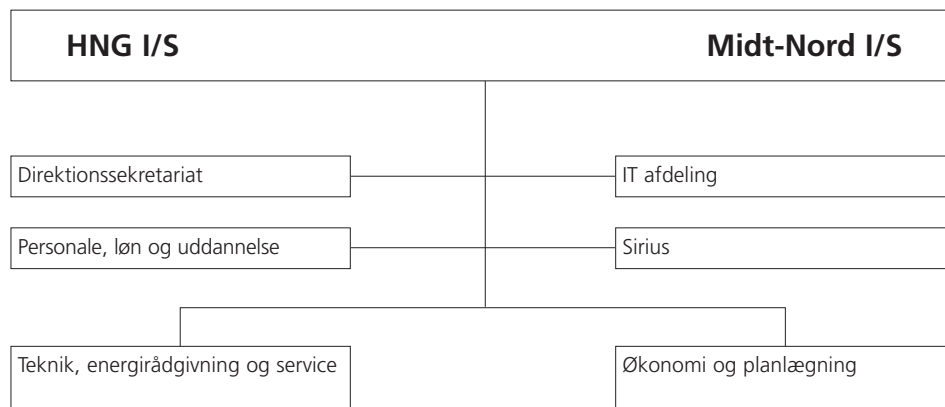 HNG I/S
Midt-Nord I/S
Direktionssekretariat
IT afdeling
Personale, løn og uddannelse
Sirius
Teknik, energirådgivning og service
Økonomi og planlægning